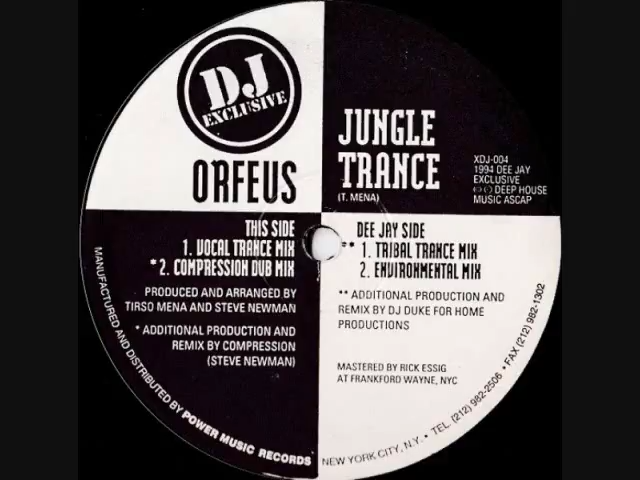 DJ
EXCLUSIVE
ORFEUS
JUNGLE
TRANCE
(T. MENA)
XDJ-004
1994 DEE JAY
EXCLUSIVE
℗ © DEEP HOUSE
MUSIC ASCAP
THIS SIDE
1. VOCAL TRANCE MIX
* 2. COMPRESSION DUB MIX
PRODUCED AND ARRANGED BY
TIRSO MENA AND STEVE NEWMAN
* ADDITIONAL PRODUCTION AND
REMIX BY COMPRESSION
(STEVE NEWMAN)
DEE JAY SIDE
** 1. TRIBAL TRANCE MIX
2. ENVIRONMENTAL MIX
** ADDITIONAL PRODUCTION AND
REMIX BY DJ DUKE FOR HOME
PRODUCTIONS
MASTERED BY RICK ESSIG
AT FRANKFORD WAYNE, NYC
MANUFACTURED AND DISTRIBUTED BY POWER MUSIC RECORDS
NEW YORK CITY, N.Y. • TEL. (212) 982-2506 • FAX (212) 982-1302